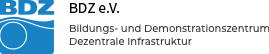 BDZ
BDZ e.V.
Bildungs- und Demonstrationszentrum
Dezentrale Infrastruktur